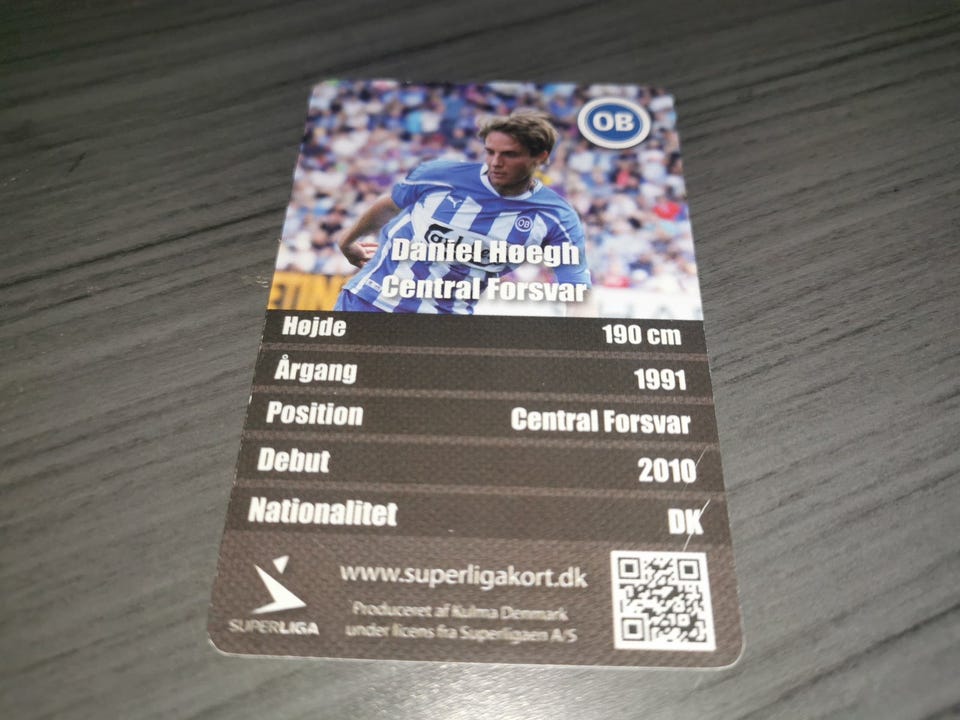 OB
OB
Daniel Høegh
Central Forsvar
Højde 190 cm
Årgang 1991
Position Central Forsvar
Debut 2010
Nationalitet DK
www.superligakort.dk
Produceret af Kulma Denmark
under licens fra Superligaen A/S
SUPERLIGA